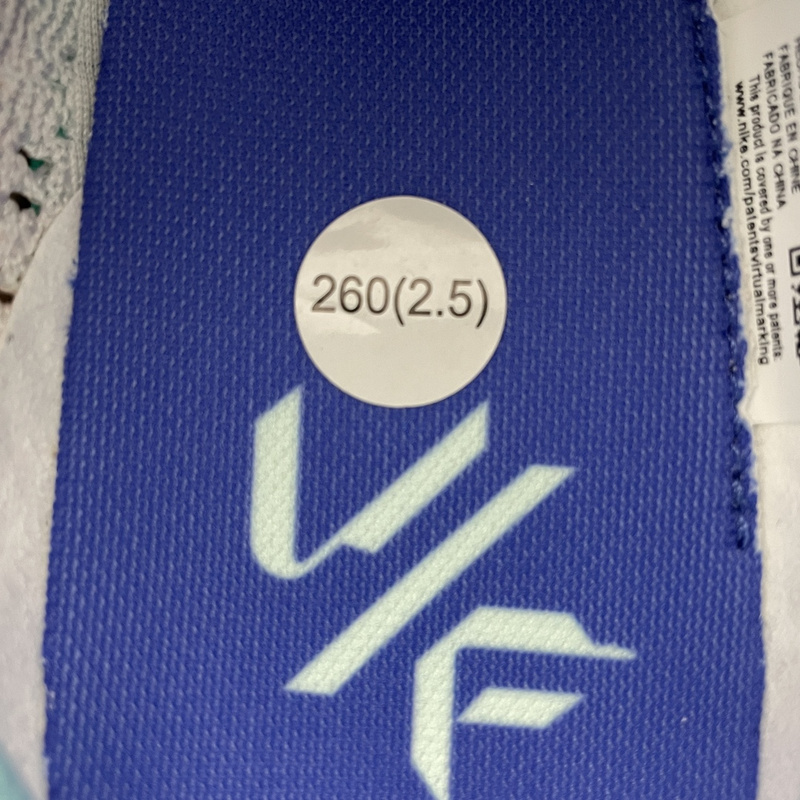 260(2.5)
V/F
FABRIQUE EN CHINE
FABRICADO NA CHINA
This product is covered by one or more patents:
www.nike.com/patentsvirtualmarking